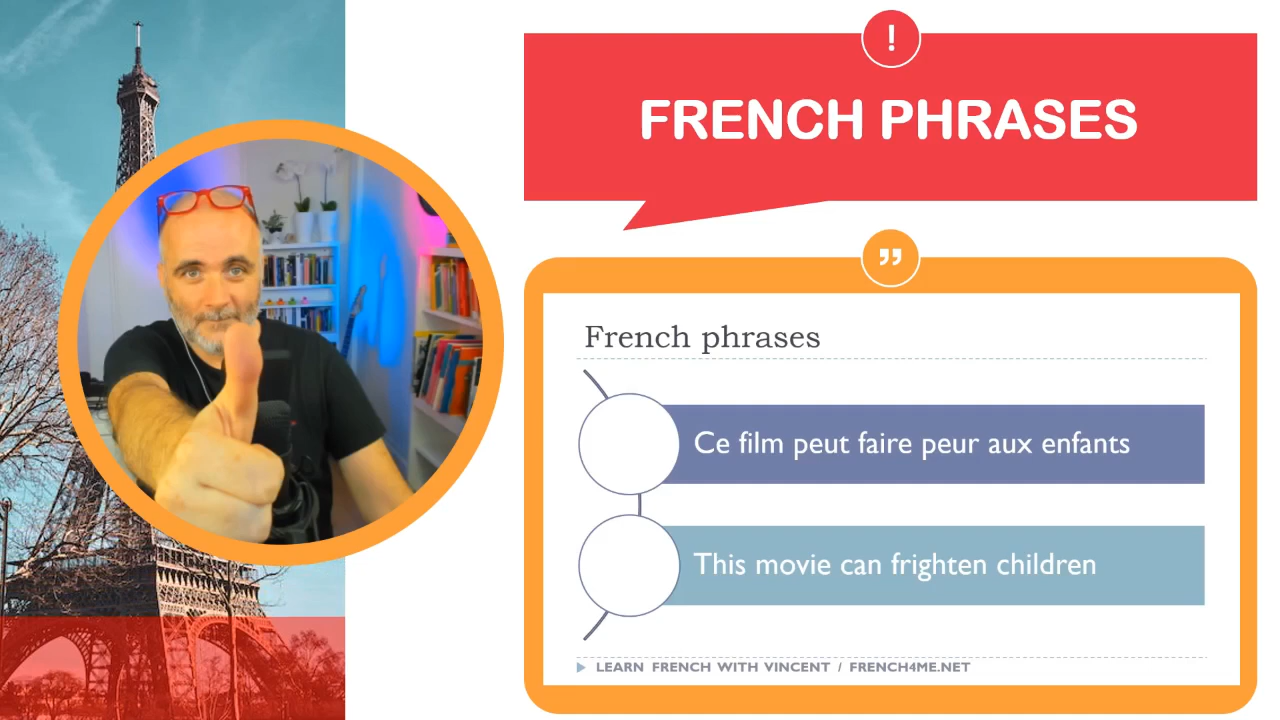 !
FRENCH PHRASES
”
French phrases
Ce film peut faire peur aux enfants
This movie can frighten children
LEARN FRENCH WITH VINCENT / FRENCH4ME.NET